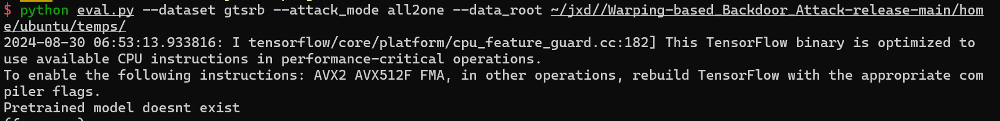 $ python eval.py --dataset gtsrb --attack_mode all2one --data_root ~/jxd//Warping-based_Backdoor_Attack-release-main/hom
e/ubuntu/temps/
2024-08-30 06:53:13.933816: I tensorflow/core/platform/cpu_feature_guard.cc:182] This TensorFlow binary is optimized to
use available CPU instructions in performance-critical operations.
To enable the following instructions: AVX2 AVX512F FMA, in other operations, rebuild TensorFlow with the appropriate com
piler flags.
Pretrained model doesnt exist